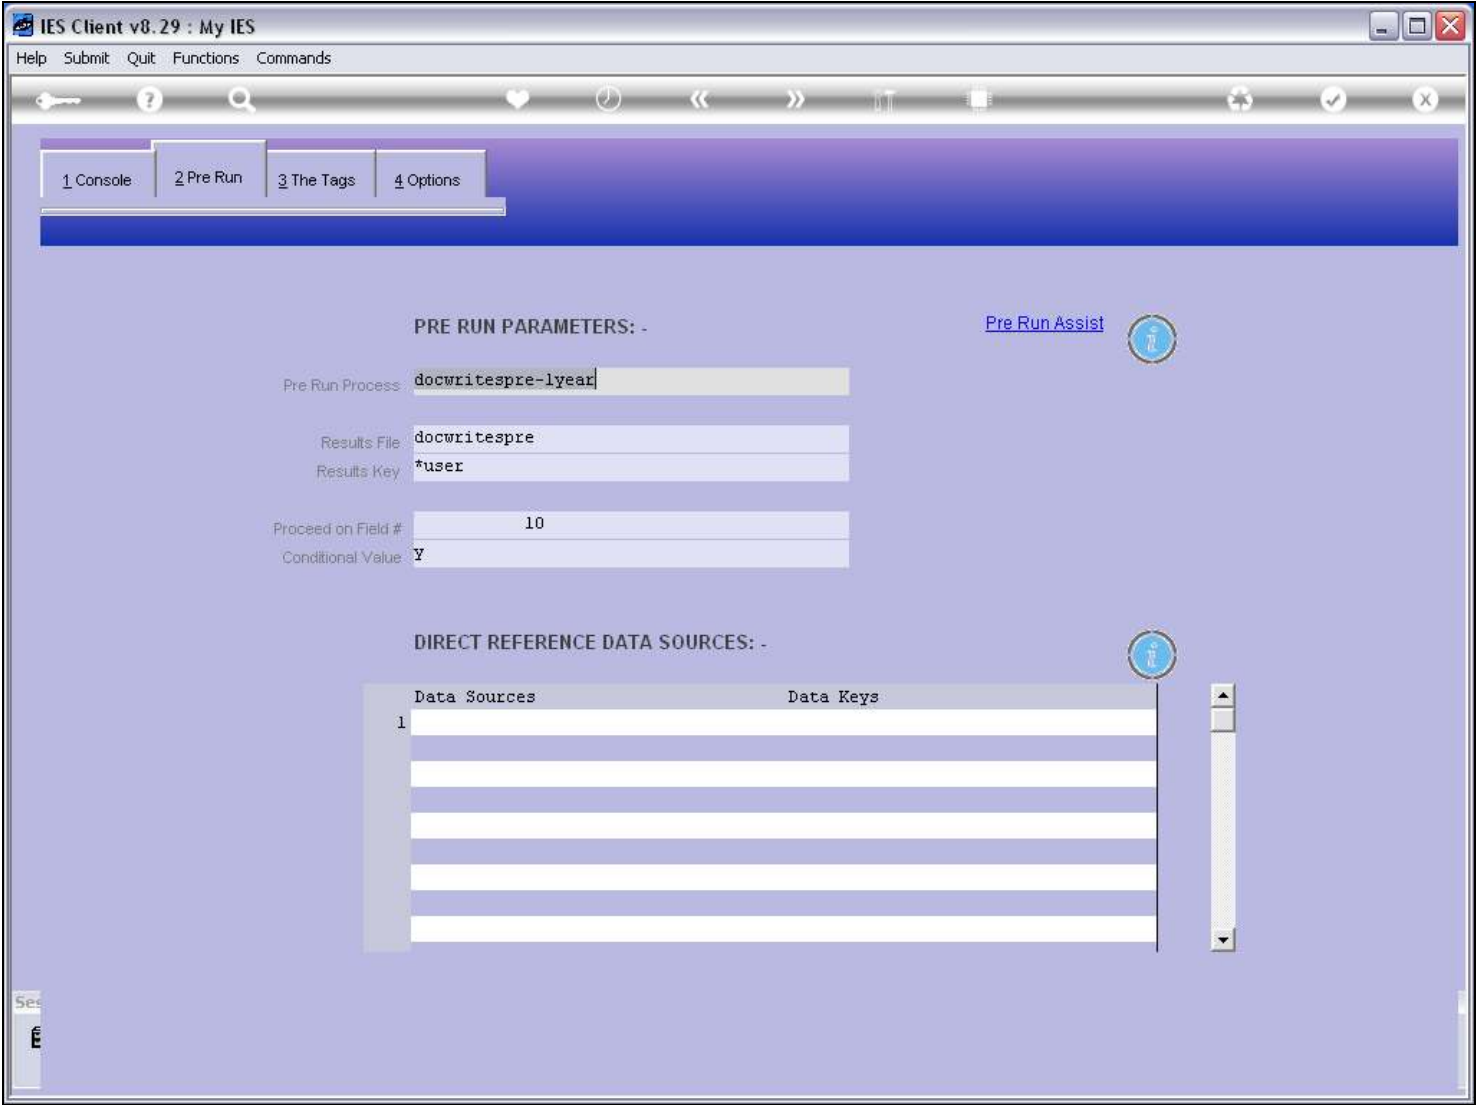 IES Client v8.29 : My IES
Help Submit Quit Functions Commands
1 Console 2 Pre Run 3 The Tags 4 Options
PRE RUN PARAMETERS: - Pre Run Assist
Pre Run Process docwritespre-1year
Results File docwritespre
Results Key *user
Proceed on Field # 10
Conditional Value Y
DIRECT REFERENCE DATA SOURCES: -
Data Sources Data Keys
1
Ses